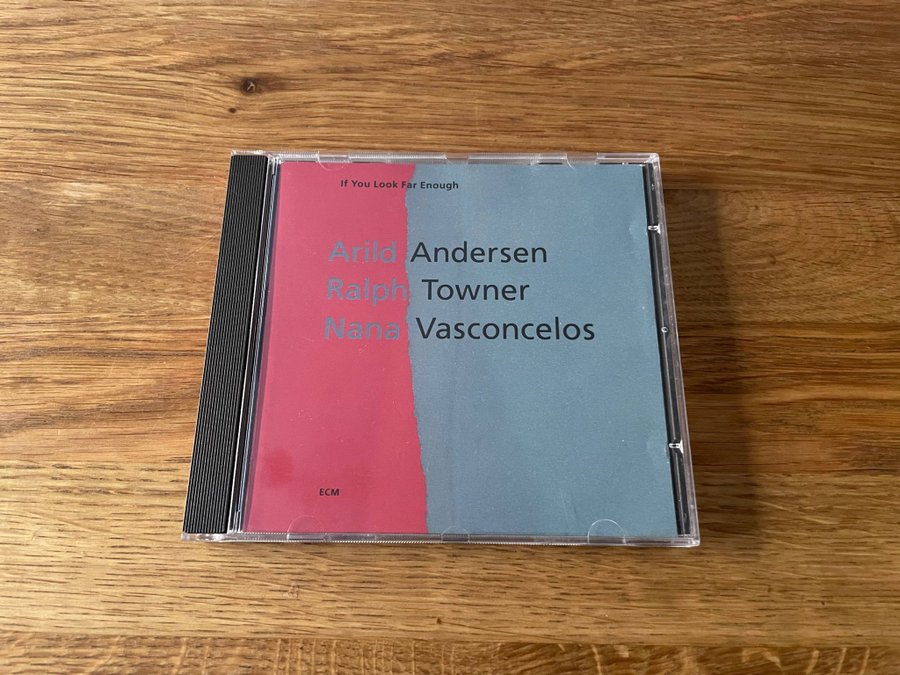 If You Look Far Enough
Arild Andersen
Ralph Towner
Nana Vasconcelos
ECM